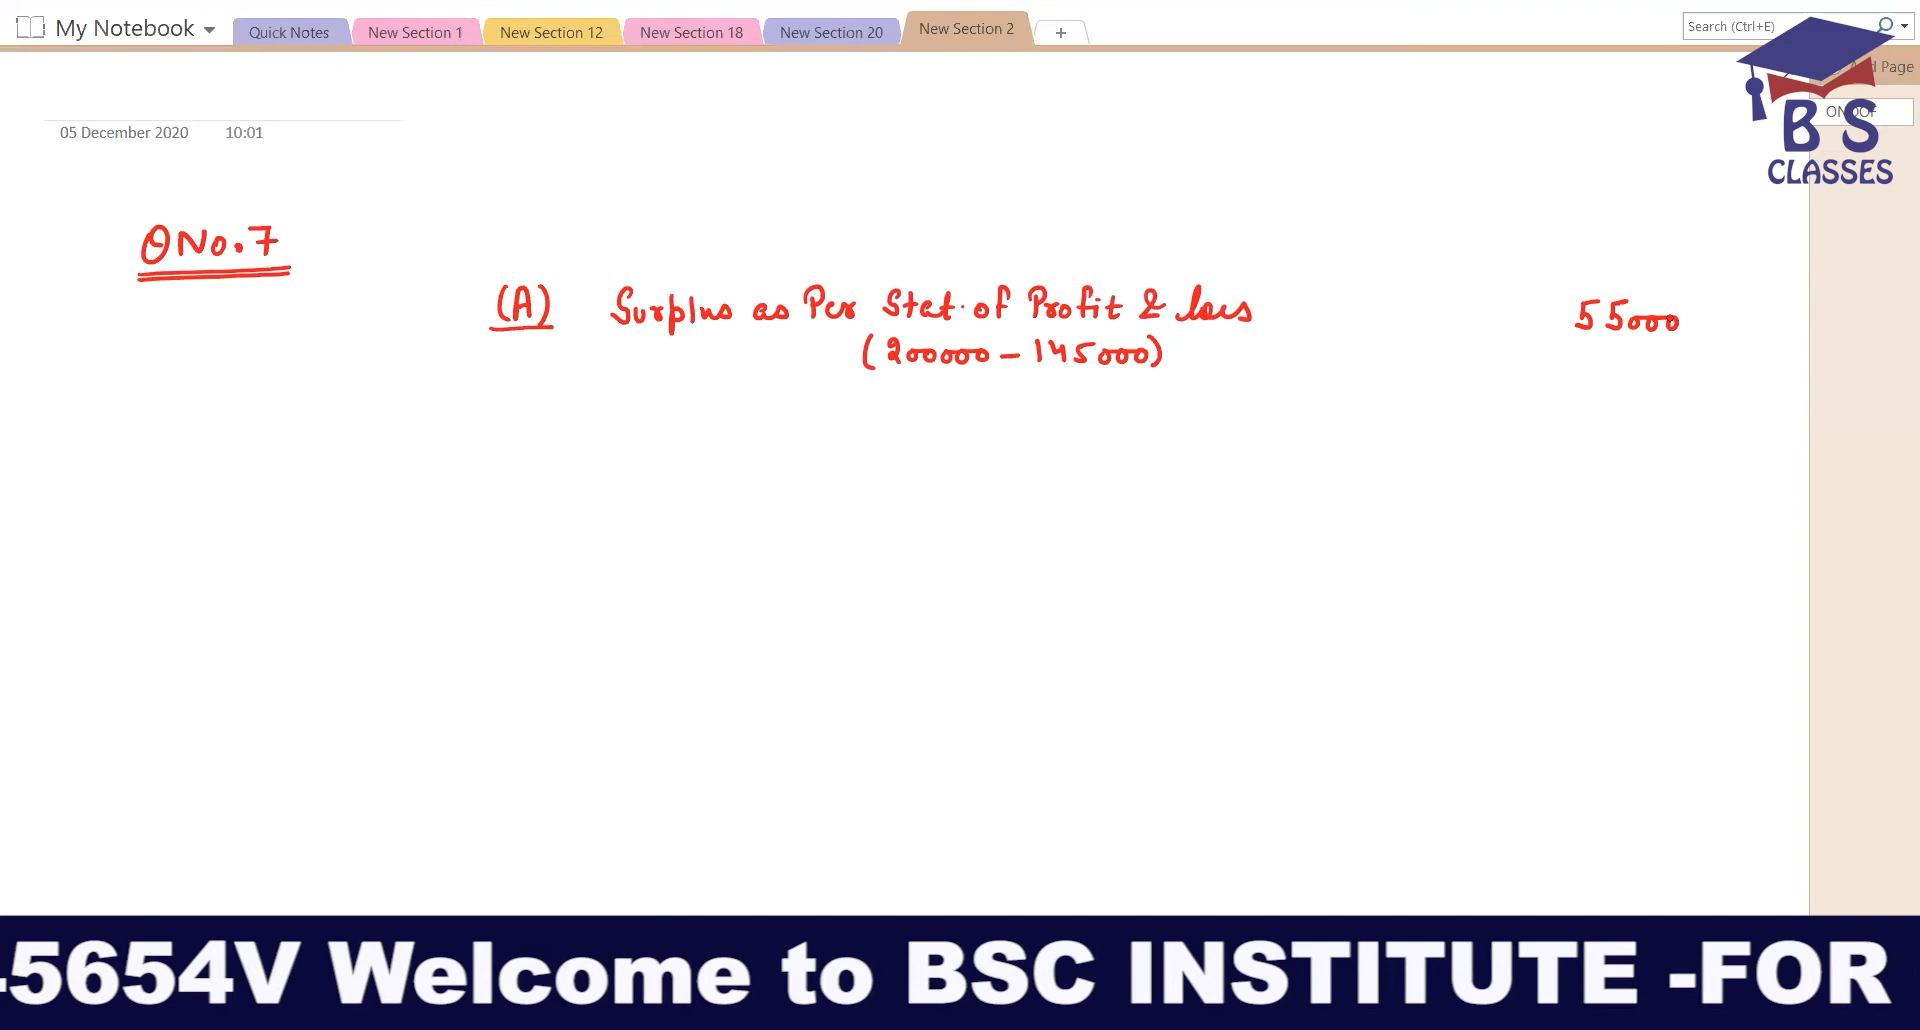 My Notebook
Quick Notes
New Section 1
New Section 12
New Section 18
New Section 20
New Section 2
+
Search (Ctrl+E)
Page
B S
CLASSES
05 December 2020 10:01
QNo.7
(A) Surplus as Per Stat. of Profit & loss 55000
(200000 - 145000)
-5654V Welcome to BSC INSTITUTE -FOR